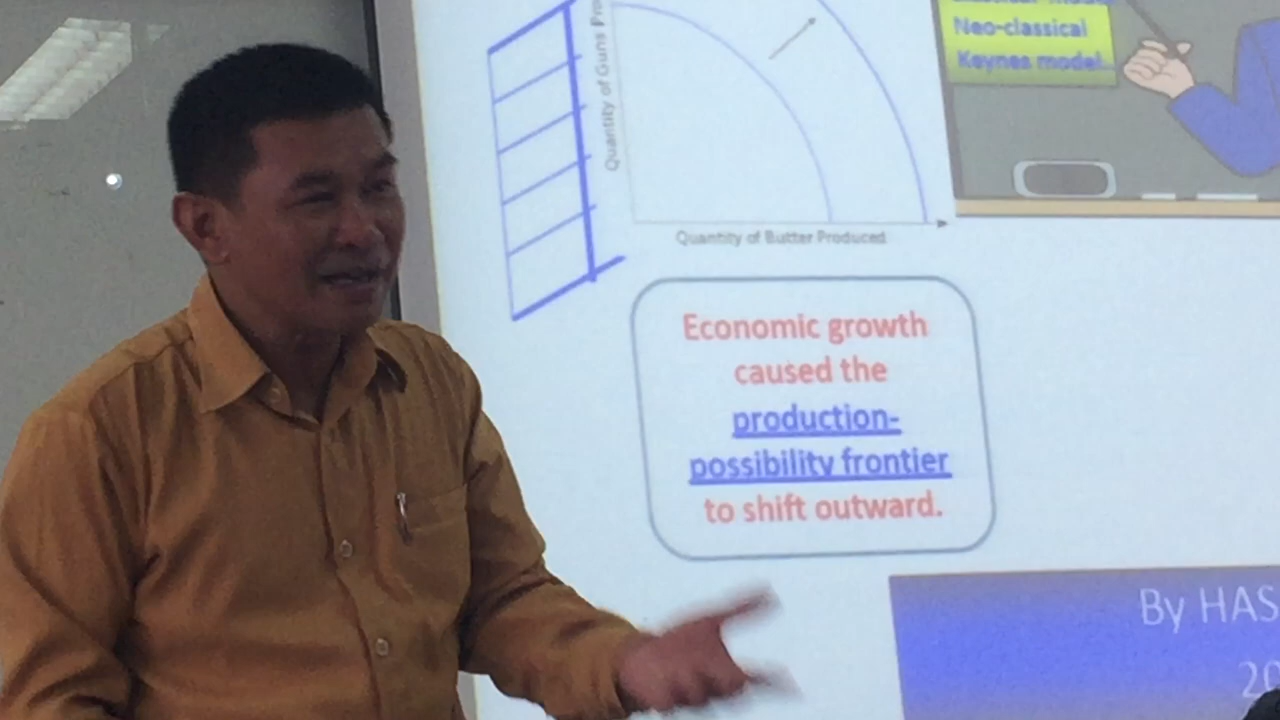 Quantity of Guns Pro
Neo-classical
Keynes model
Quantity of Butter Produced
Economic growth
caused the
production-
possibility frontier
to shift outward.
By HAS
20